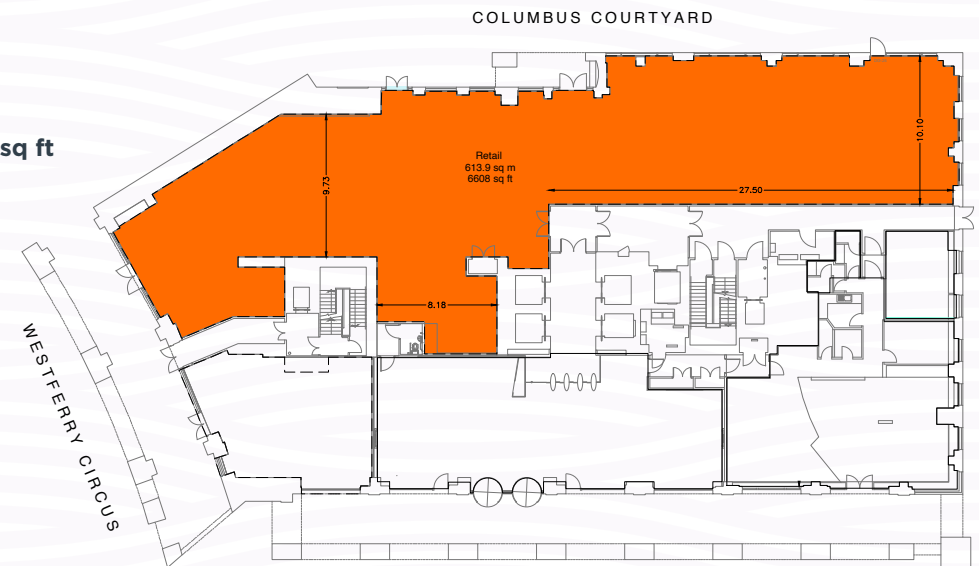 COLUMBUS COURTYARD
sq ft
Retail
613.9 sq m
6608 sq ft
9.73
10.10
27.50
8.18
WESTFERRY CIRCUS